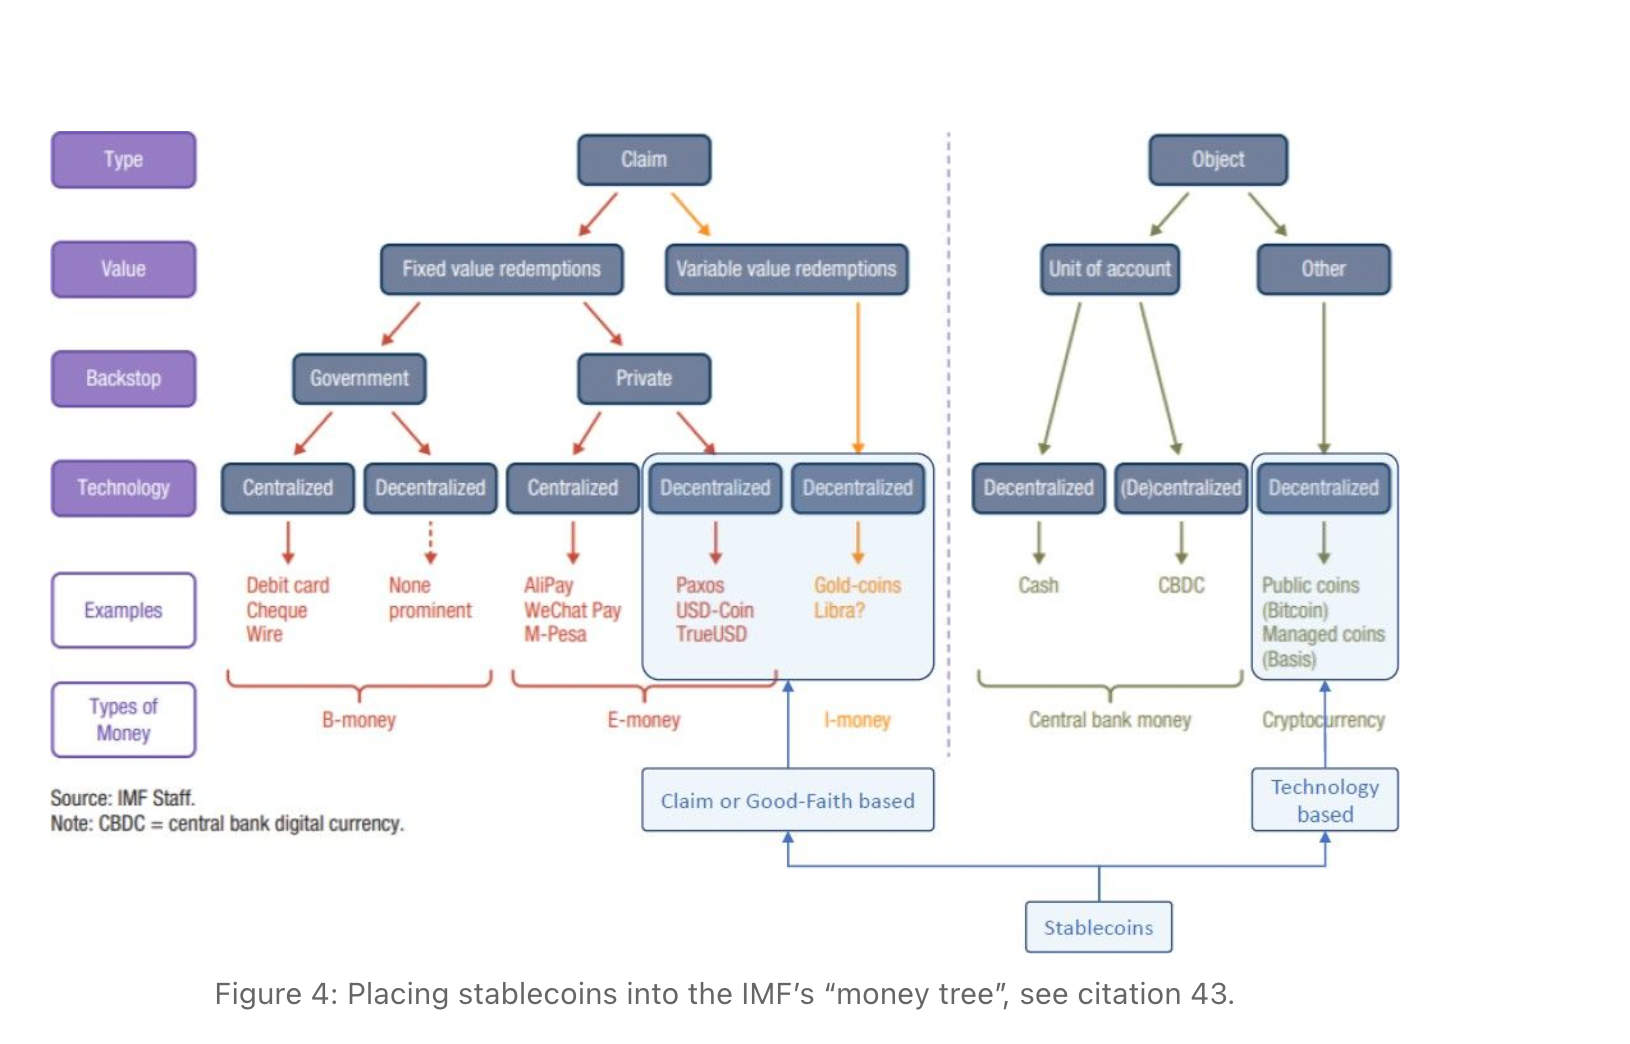 Type
Claim
Object
Value
Fixed value redemptions
Variable value redemptions
Unit of account
Other
Backstop
Government
Private
Technology
Centralized
Decentralized
Centralized
Decentralized
Decentralized
Decentralized
(De)centralized
Decentralized
Examples
Debit card
Cheque
Wire
None
prominent
AliPay
WeChat Pay
M-Pesa
Paxos
USD-Coin
TrueUSD
Gold-coins
Libra?
Cash
CBDC
Public coins
(Bitcoin)
Managed coins
(Basis)
Types of
Money
B-money
E-money
I-money
Central bank money
Cryptocurrency
Source: IMF Staff.
Note: CBDC = central bank digital currency.
Claim or Good-Faith based
Technology
based
Stablecoins
Figure 4: Placing stablecoins into the IMF’s “money tree”, see citation 43.